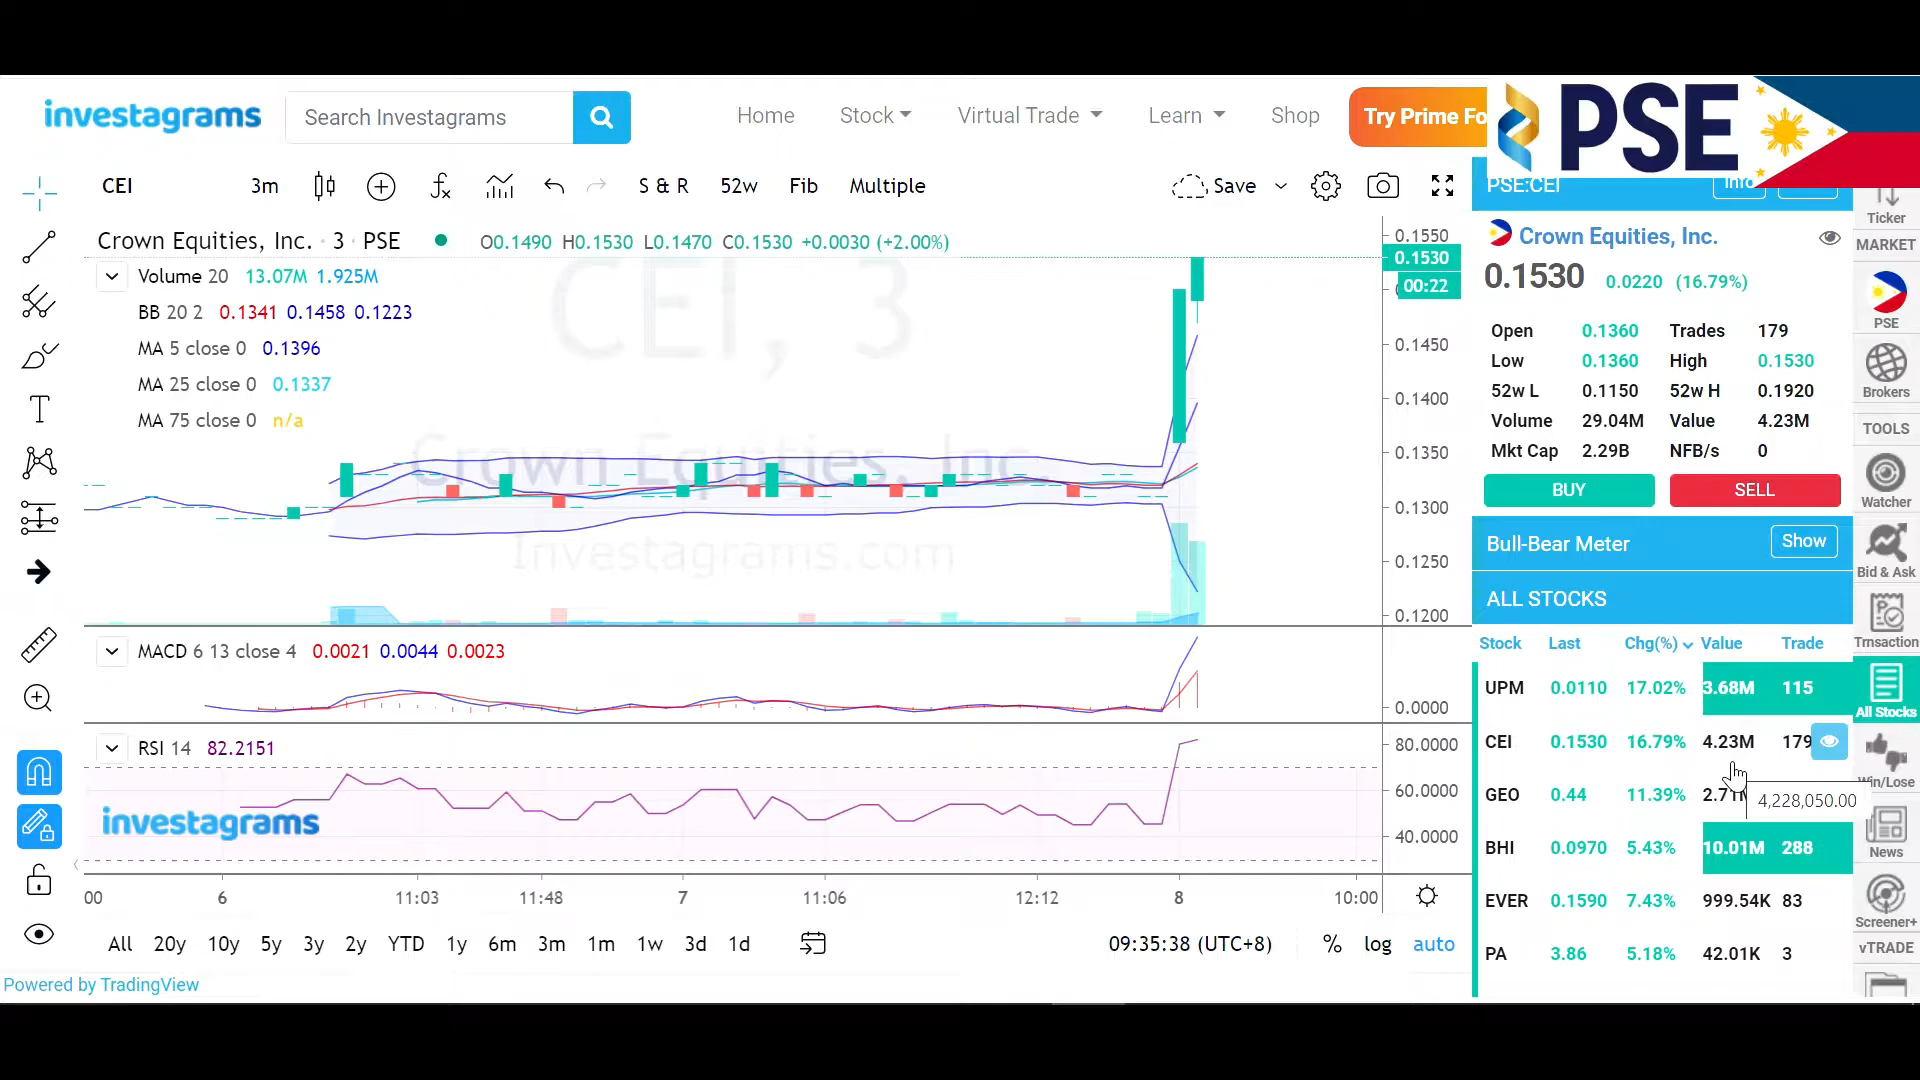 investagrams
Search Investagrams
Home
Stock
Virtual Trade
Learn
Shop
Try Prime Fo
PSE
CEI
3m
S & R
52w
Fib
Multiple
Save
PSE:CEI
Info
Ticker
MARKET
PSE
Brokers
TOOLS
Watcher
Bid & Ask
Trnsaction
All Stocks
Win/Lose
News
Screener+
vTRADE
Crown Equities, Inc. · 3 · PSE
O0.1490 H0.1530 L0.1470 C0.1530 +0.0030 (+2.00%)
Volume 20 13.07M 1.925M
BB 20 2 0.1341 0.1458 0.1223
MA 5 close 0 0.1396
MA 25 close 0 0.1337
MA 75 close 0 n/a
CEI, 3
Crown Equities, Inc.
Investagrams.com
0.1550
0.1530
00:22
0.1450
0.1400
0.1350
0.1300
0.1250
0.1200
MACD 6 13 close 4 0.0021 0.0044 0.0023
0.0000
RSI 14 82.2151
80.0000
60.0000
40.0000
investagrams
00
6
11:03
11:48
7
11:06
12:12
8
10:00
All 20y 10y 5y 3y 2y YTD 1y 6m 3m 1m 1w 3d 1d
09:35:38 (UTC+8)
% log auto
Powered by TradingView
Crown Equities, Inc.
0.1530 0.0220 (16.79%)
Open 0.1360 Trades 179
Low 0.1360 High 0.1530
52w L 0.1150 52w H 0.1920
Volume 29.04M Value 4.23M
Mkt Cap 2.29B NFB/s 0
BUY SELL
Bull-Bear Meter Show
ALL STOCKS
Stock Last Chg(%) Value Trade
UPM 0.0110 17.02% 3.68M 115
CEI 0.1530 16.79% 4.23M 179
GEO 0.44 11.39%
4,228,050.00
BHI 0.0970 5.43% 10.01M 288
EVER 0.1590 7.43% 999.54K 83
PA 3.86 5.18% 42.01K 3